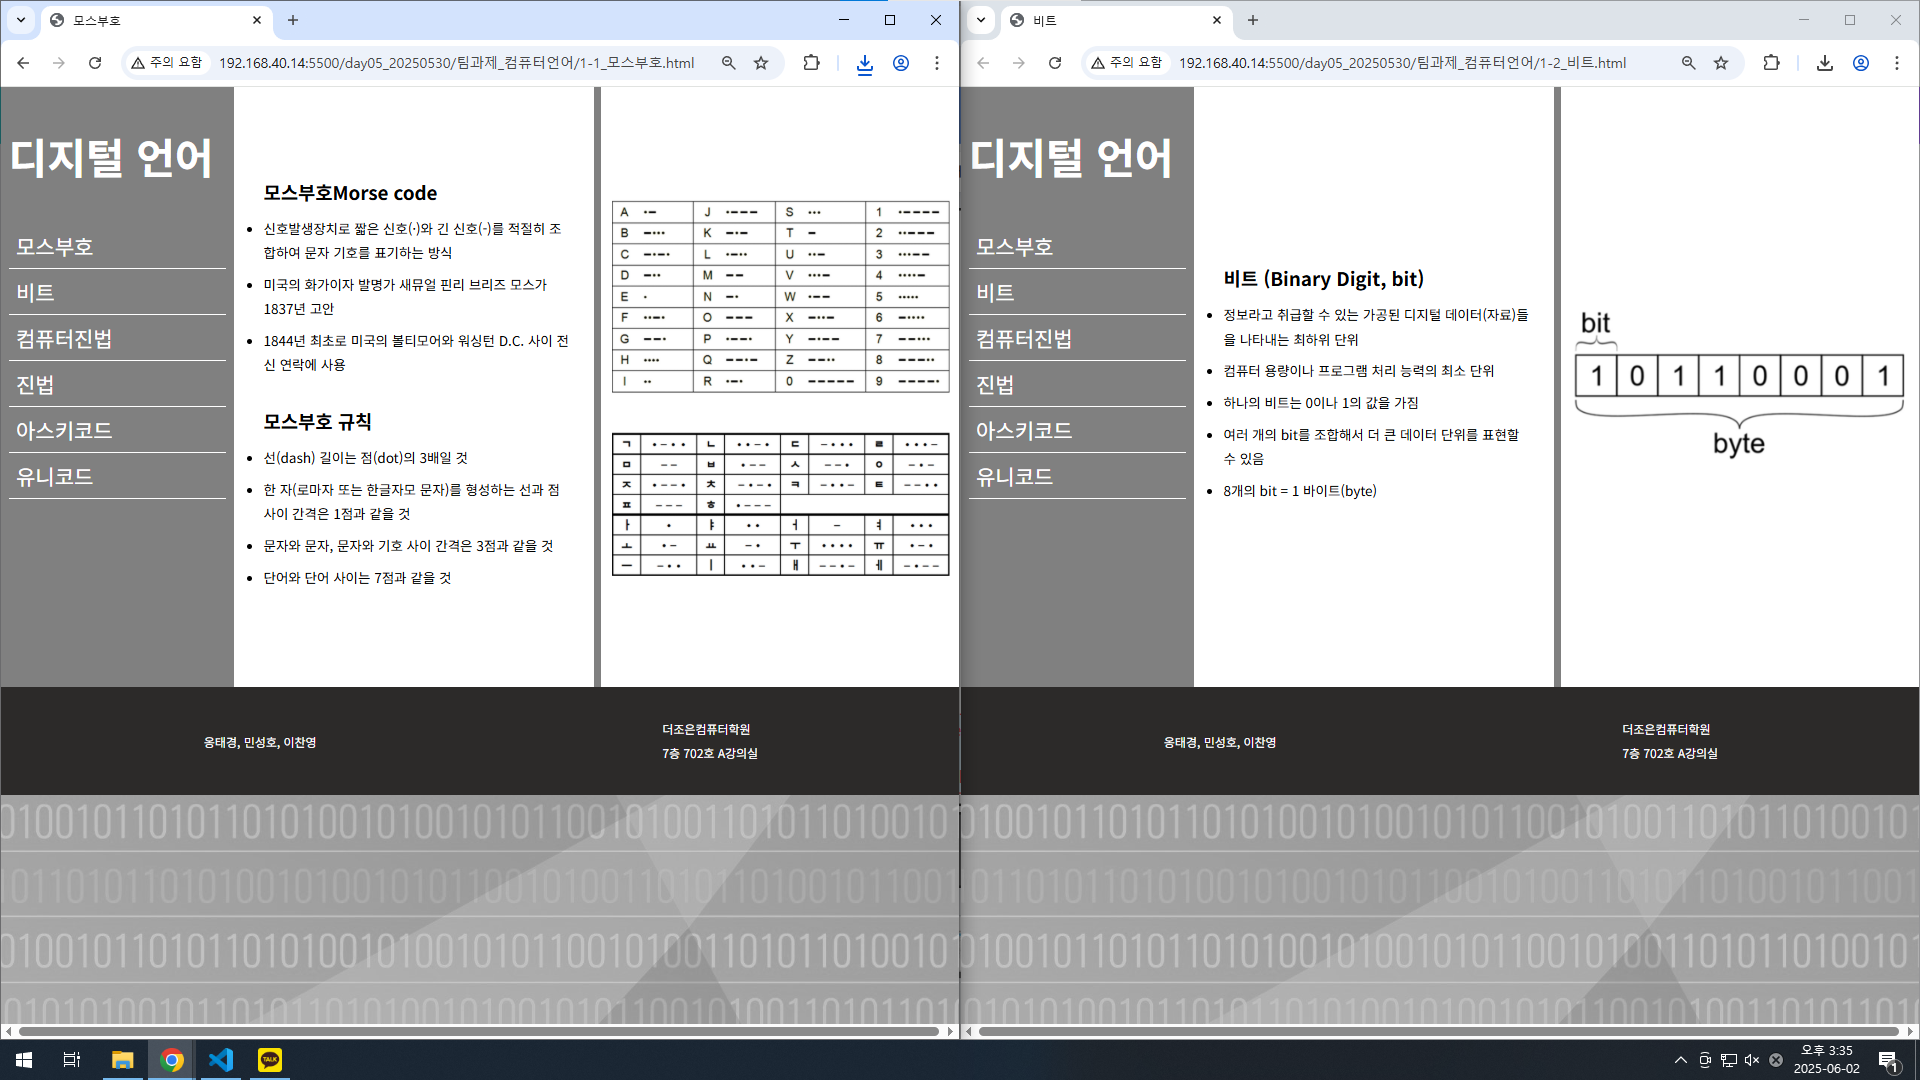 모스부호
주의 요함
192.168.40.14:5500/day05_20250530/팀과제_컴퓨터언어/1-1_모스부호.html
디지털 언어
모스부호
비트
컴퓨터진법
진법
아스키코드
유니코드
모스부호Morse code
신호발생장치로 짧은 신호(·)와 긴 신호(-)를 적절히 조
합하여 문자 기호를 표기하는 방식
미국의 화가이자 발명가 새뮤얼 핀리 브리즈 모스가
1837년 고안
1844년 최초로 미국의 볼티모어와 워싱턴 D.C. 사이 전
신 연락에 사용
모스부호 규칙
선(dash) 길이는 점(dot)의 3배일 것
한 자(로마자 또는 한글자모 문자)를 형성하는 선과 점
사이 간격은 1점과 같을 것
문자와 문자, 문자와 기호 사이 간격은 3점과 같을 것
단어와 단어 사이는 7점과 같을 것
A •− J •−−− S ••• 1 •−−−−
B −••• K −•− T − 2 ••−−−
C −•−• L •−•• U ••− 3 •••−−
D −•• M −− V •••− 4 ••••−
E • N −• W •−− 5 •••••
F ••−• O −−− X −••− 6 −••••
G −−• P •−−• Y −•−− 7 −−•••
H •••• Q −−•− Z −−•• 8 −−−••
I •• R •−• 0 −−−−− 9 −−−−•
ㄱ •−•• ㄴ ••−• ㄷ −••• ㄹ •••−
ㅁ −− ㅂ •−− ㅅ −−• ㅇ −•−
ㅈ •−−• ㅊ −•−• ㅋ −••− ㅌ −−••
ㅍ −−− ㅎ •−−−
ㅏ • ㅑ •• ㅓ − ㅕ •••
ㅗ •− ㅛ −• ㅜ •••• ㅠ •−•
ㅡ −•• ㅣ ••− ㅐ −−•− ㅔ −•−−
옹태경, 민성호, 이찬영
더조은컴퓨터학원
7층 702호 A강의실
비트
주의 요함
192.168.40.14:5500/day05_20250530/팀과제_컴퓨터언어/1-2_비트.html
디지털 언어
모스부호
비트
컴퓨터진법
진법
아스키코드
유니코드
비트 (Binary Digit, bit)
정보라고 취급할 수 있는 가공된 디지털 데이터(자료)들
을 나타내는 최하위 단위
컴퓨터 용량이나 프로그램 처리 능력의 최소 단위
하나의 비트는 0이나 1의 값을 가짐
여러 개의 bit를 조합해서 더 큰 데이터 단위를 표현할
수 있음
8개의 bit = 1 바이트(byte)
bit
1 0 1 1 0 0 0 1
byte
옹태경, 민성호, 이찬영
더조은컴퓨터학원
7층 702호 A강의실
TALK
오후 3:35
2025-06-02
1